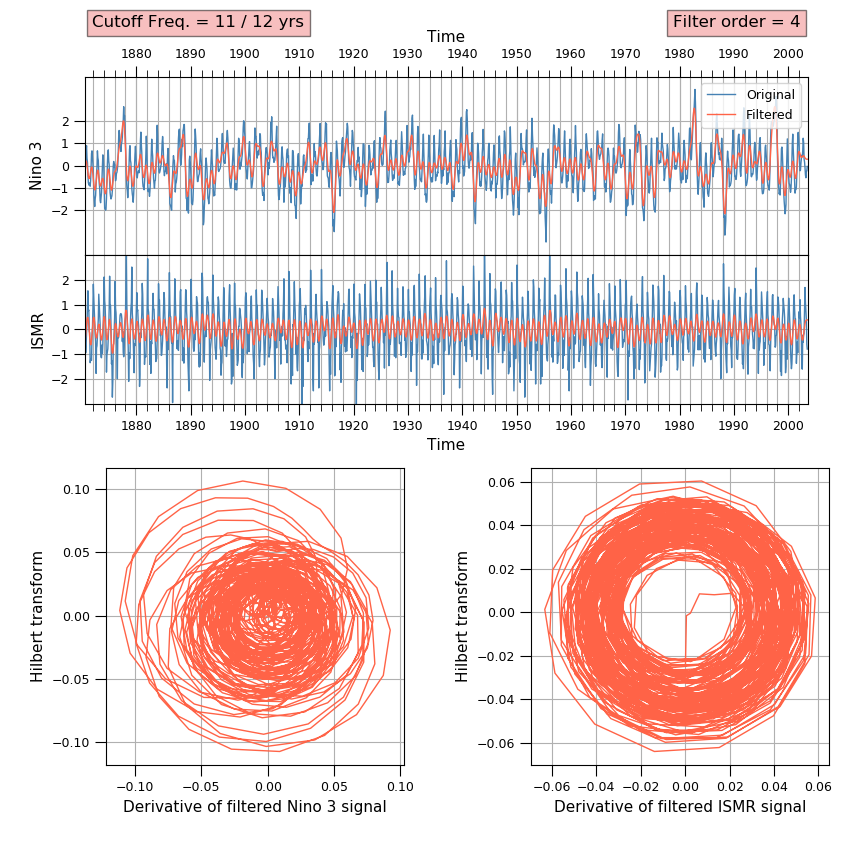 Cutoff Freq. = 11 / 12 yrs
Filter order = 4
Time
1880 1890 1900 1910 1920 1930 1940 1950 1960 1970 1980 1990 2000
Original
Filtered
Nino 3
2
1
0
−1
−2
ISMR
2
1
0
−1
−2
1880 1890 1900 1910 1920 1930 1940 1950 1960 1970 1980 1990 2000
Time
Hilbert transform
0.10
0.05
0.00
−0.05
−0.10
−0.10 −0.05 0.00 0.05 0.10
Derivative of filtered Nino 3 signal
Hilbert transform
0.06
0.04
0.02
0.00
−0.02
−0.04
−0.06
−0.06 −0.04 −0.02 0.00 0.02 0.04 0.06
Derivative of filtered ISMR signal